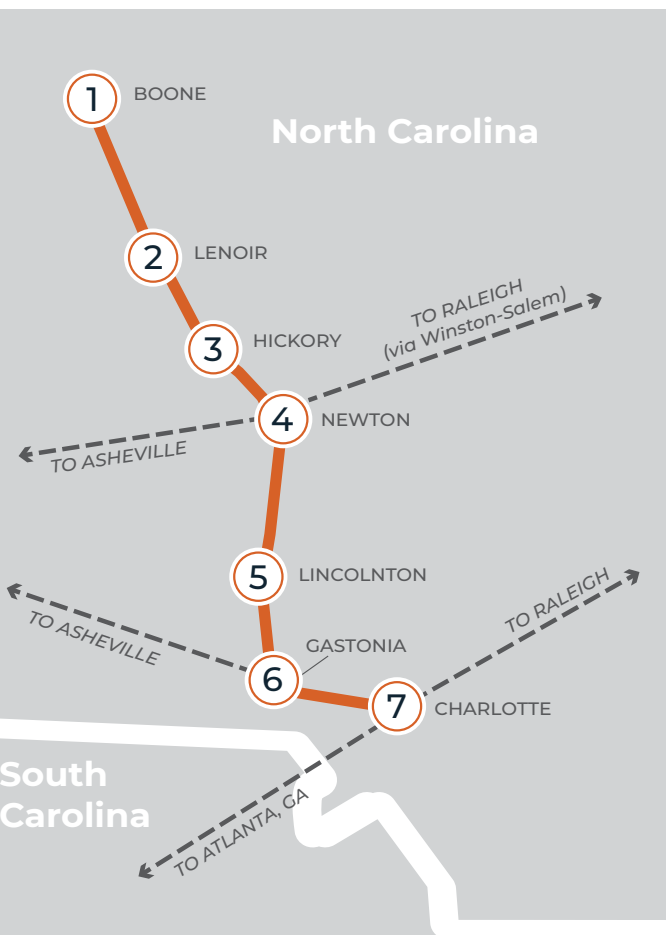 1
BOONE
North Carolina
2
LENOIR
3
HICKORY
TO RALEIGH
(via Winston-Salem)
4
NEWTON
TO ASHEVILLE
5
LINCOLNTON
TO RALEIGH
TO ASHEVILLE
GASTONIA
6
7
CHARLOTTE
South
Carolina
TO ATLANTA, GA